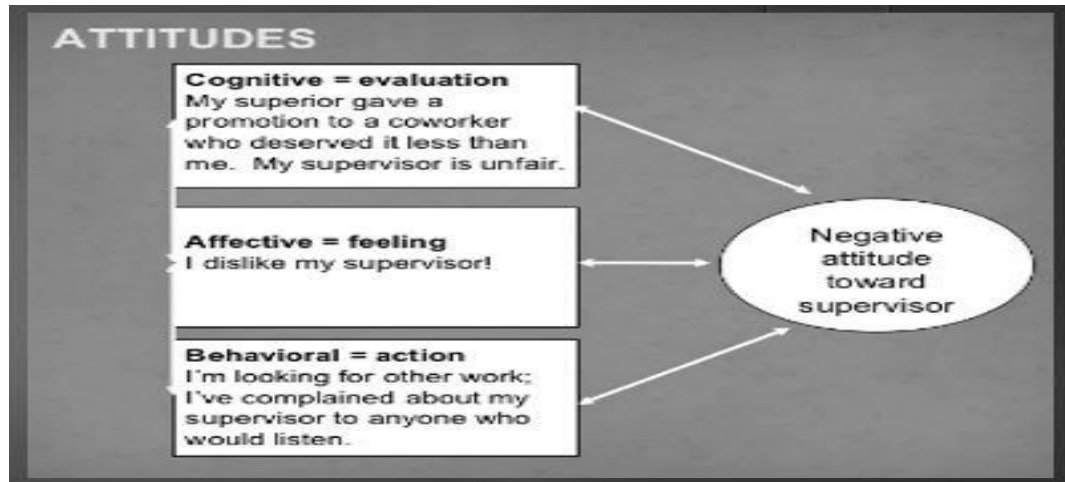 ATTITUDES
Cognitive = evaluation
My superior gave a
promotion to a coworker
who deserved it less than
me. My supervisor is unfair.
Affective = feeling
I dislike my supervisor!
Behavioral = action
I'm looking for other work;
I've complained about my
supervisor to anyone who
would listen.
Negative
attitude
toward
supervisor